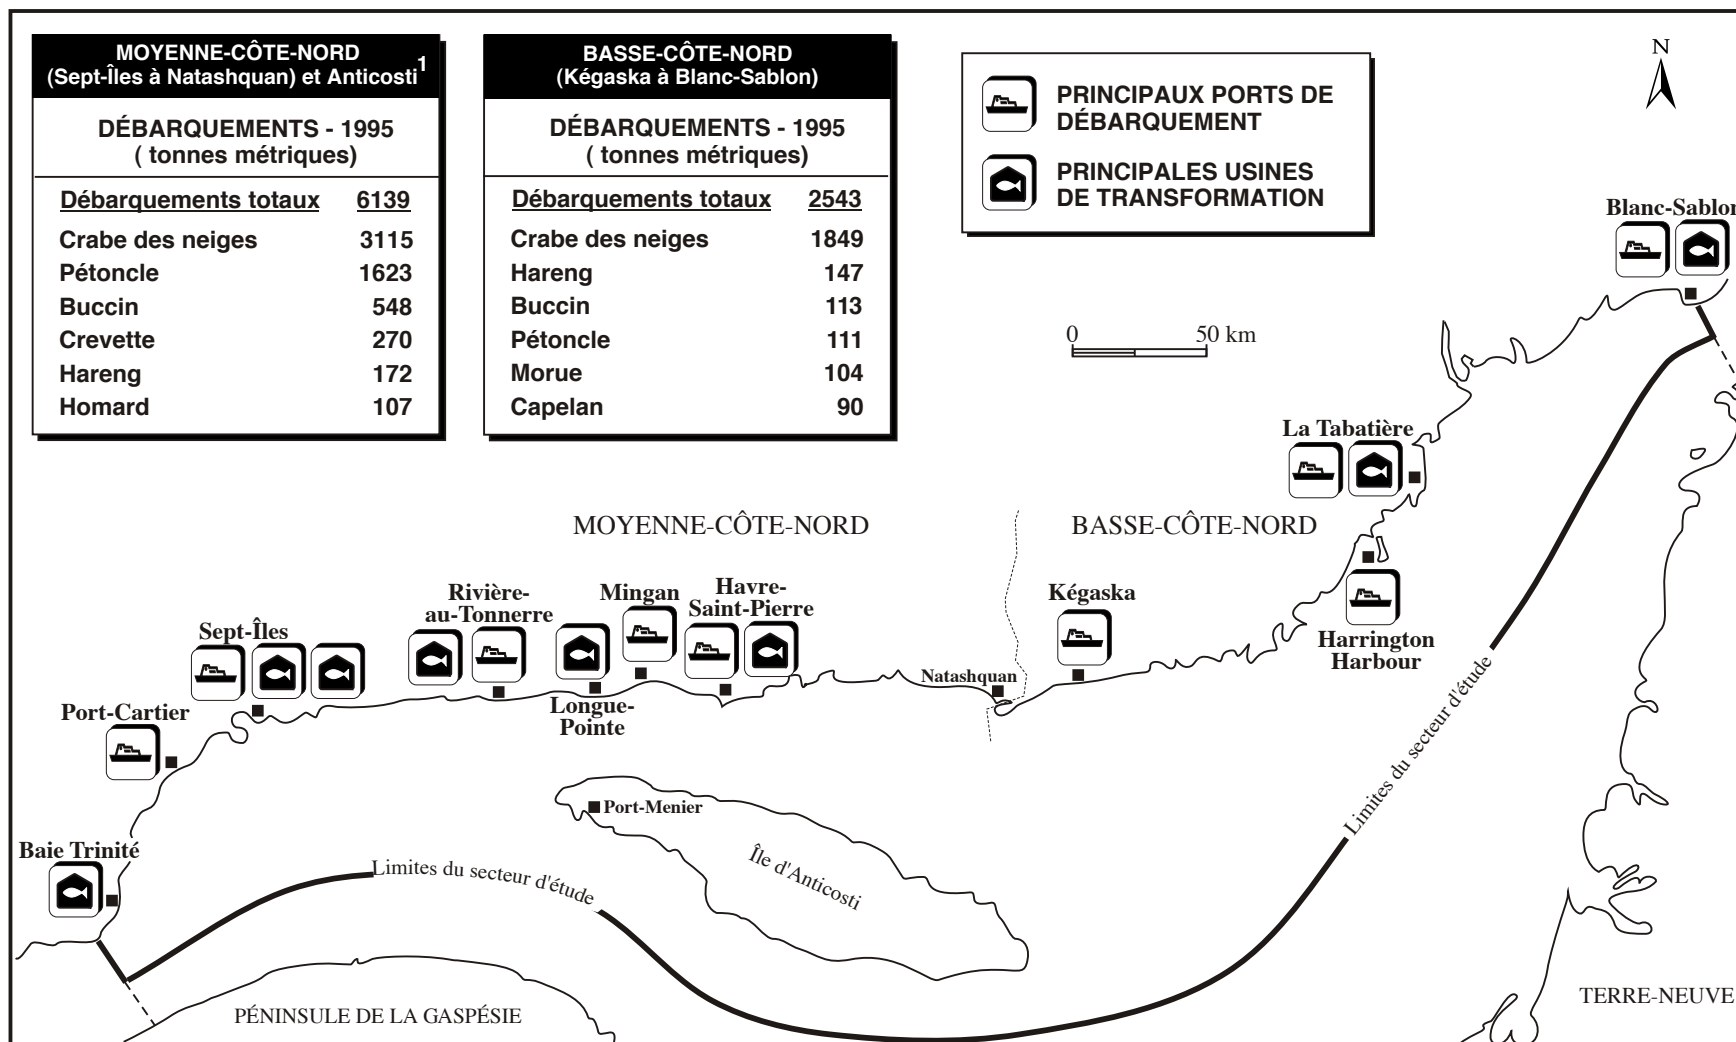 MOYENNE-CÔTE-NORD
(Sept-Îles à Natashquan) et Anticosti1
DÉBARQUEMENTS - 1995
( tonnes métriques)
Débarquements totaux 6139
Crabe des neiges 3115
Pétoncle 1623
Buccin 548
Crevette 270
Hareng 172
Homard 107
BASSE-CÔTE-NORD
(Kégaska à Blanc-Sablon)
DÉBARQUEMENTS - 1995
( tonnes métriques)
Débarquements totaux 2543
Crabe des neiges 1849
Hareng 147
Buccin 113
Pétoncle 111
Morue 104
Capelan 90
PRINCIPAUX PORTS DE
DÉBARQUEMENT
PRINCIPALES USINES
DE TRANSFORMATION
N
Blanc-Sablon
0 50 km
La Tabatière
MOYENNE-CÔTE-NORD
BASSE-CÔTE-NORD
Harrington
Harbour
Kégaska
Natashquan
Havre-
Saint-Pierre
Mingan
Longue-
Pointe
Rivière-
au-Tonnerre
Sept-Îles
Port-Cartier
Baie Trinité
Port-Menier
Île d'Anticosti
Limites du secteur d'étude
Limites du secteur d'étude
PÉNINSULE DE LA GASPÉSIE
TERRE-NEUVE